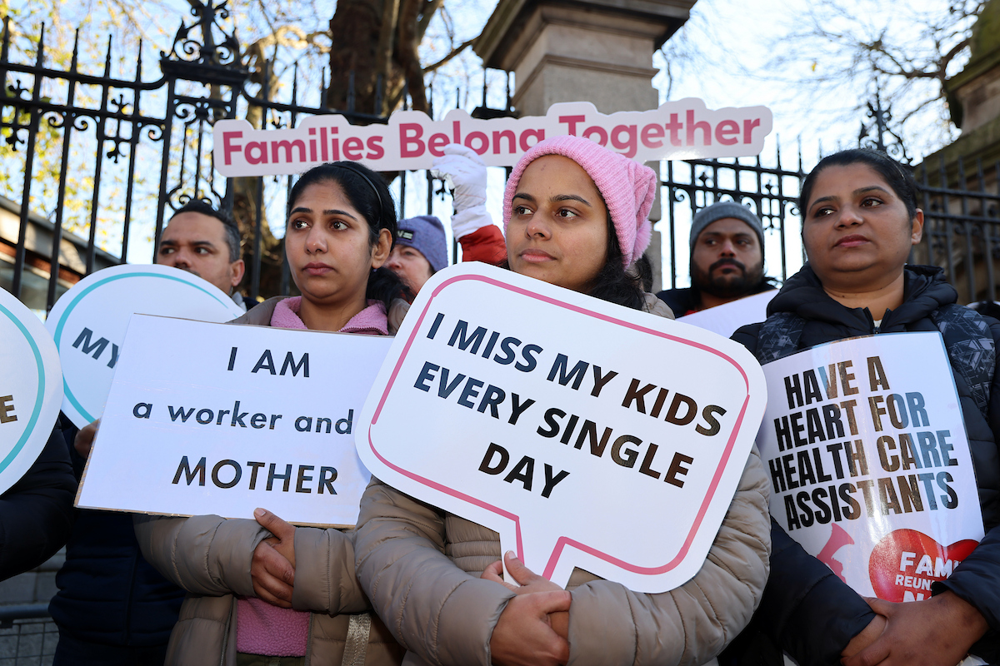 Families Belong Together
MY
I AM
a worker and
MOTHER
I MISS MY KIDS
EVERY SINGLE
DAY
HAVE A
HEART FOR
HEALTH CARE
ASSISTANTS